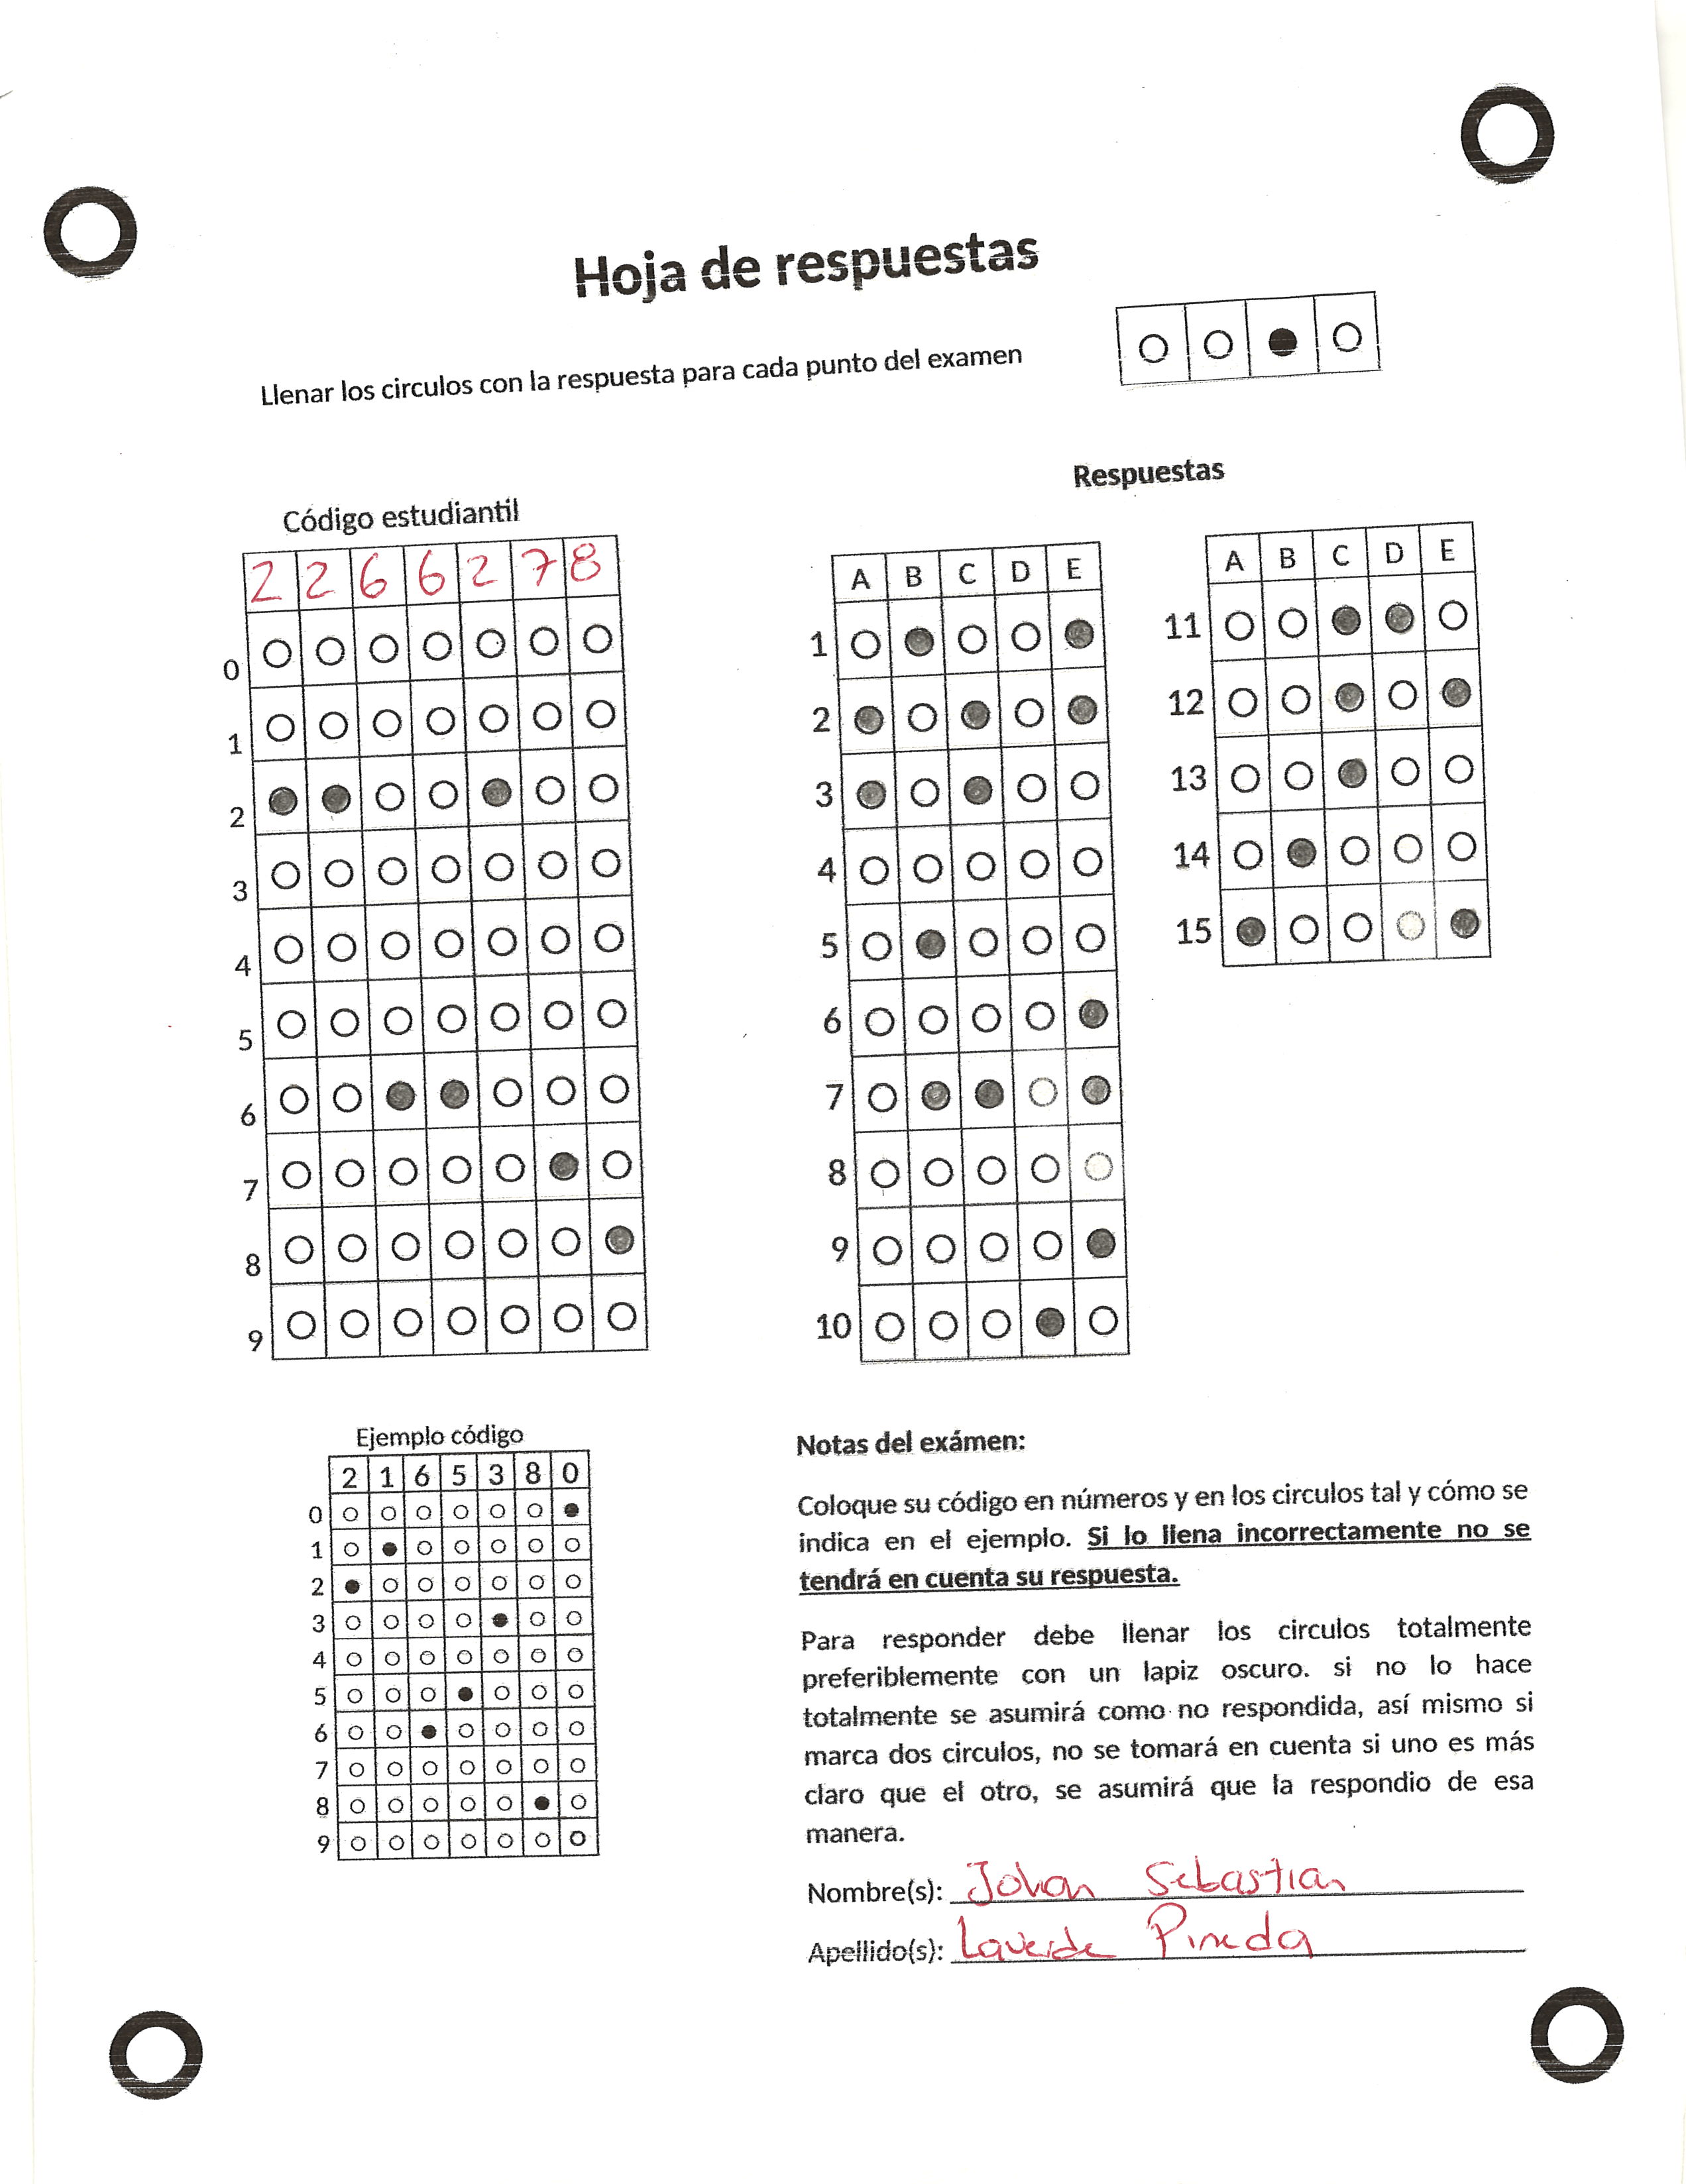 Hoja de respuestas
Llenar los circulos con la respuesta para cada punto del examen
Respuestas
Código estudiantil
2 2 6 6 2 7 8
0
1
2
3
4
5
6
7
8
9
A B C D E
1
2
3
4
5
6
7
8
9
10
A B C D E
11
12
13
14
15
Ejemplo código
2 1 6 5 3 8 0
0
1
2
3
4
5
6
7
8
9
Notas del exámen:
Coloque su código en números y en los circulos tal y cómo se
indica en el ejemplo. Si lo llena incorrectamente no se
tendrá en cuenta su respuesta.
Para responder debe llenar los circulos totalmente
preferiblemente con un lapiz oscuro. si no lo hace
totalmente se asumirá como no respondida, así mismo si
marca dos circulos, no se tomará en cuenta si uno es más
claro que el otro, se asumirá que la respondio de esa
manera.
Nombre(s): Johan Sebastian
Apellido(s): Laverde Pineda